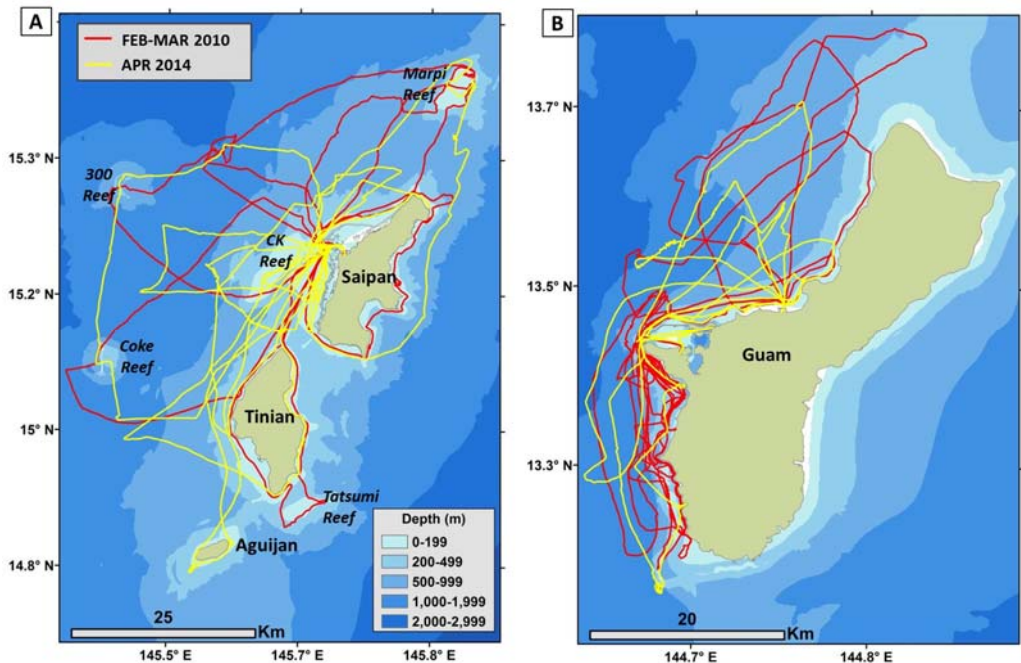 A
FEB-MAR 2010
APR 2014
Marpi
Reef
15.3° N
300
Reef
CK
Reef
Saipan
15.2° N
Coke
Reef
Tinian
15° N
Tatsumi
Reef
Aguijan
14.8° N
Depth (m)
0-199
200-499
500-999
1,000-1,999
2,000-2,999
25
Km
145.5° E
145.7° E
145.8° E
B
13.7° N
13.5° N
Guam
13.3° N
20
Km
144.7° E
144.8° E